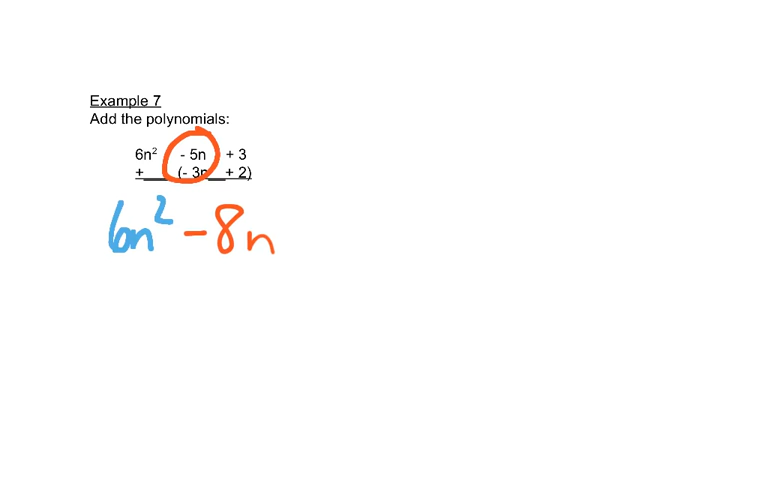 Example 7
Add the polynomials:
6n² - 5n + 3
+ (- 3n + 2)
6n² - 8n